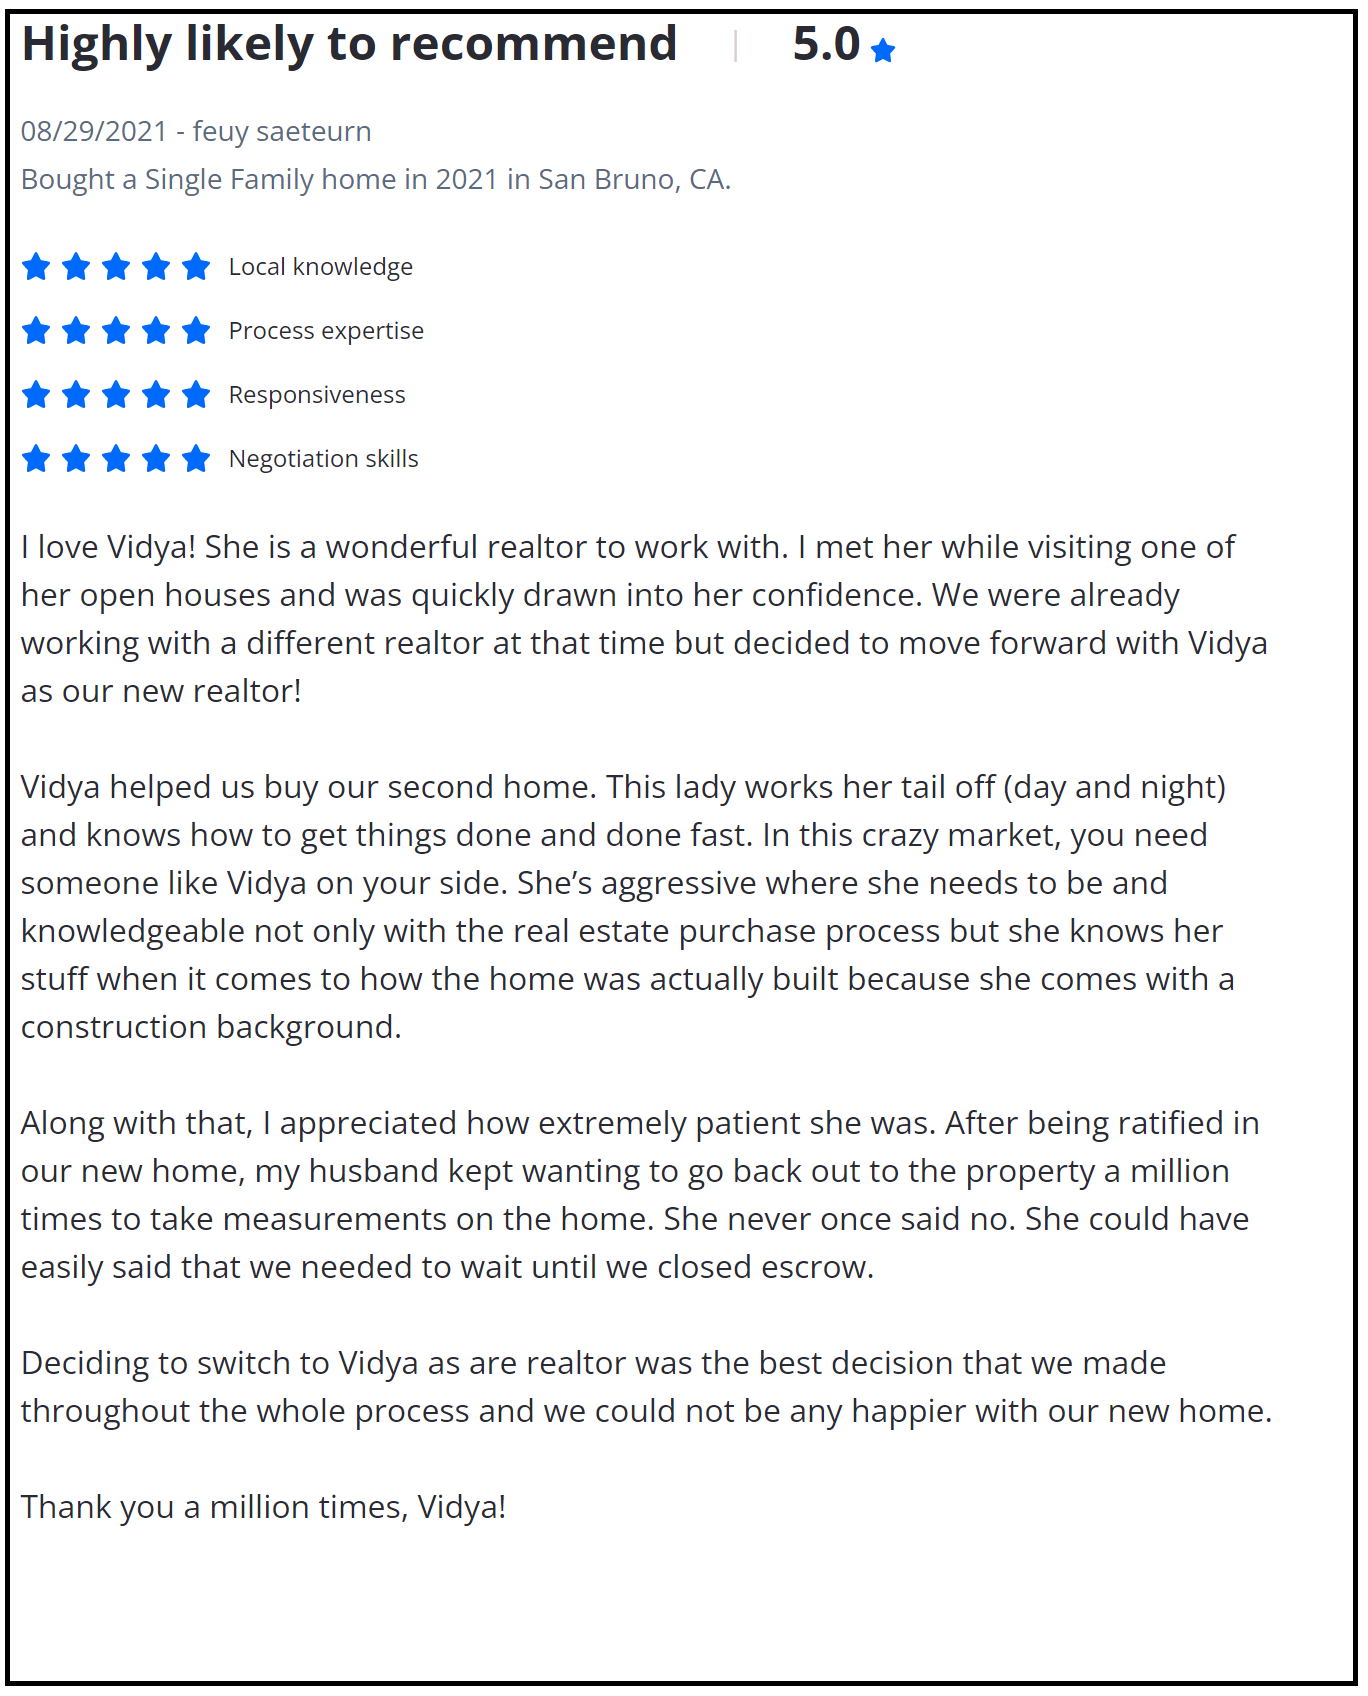 Highly likely to recommend | 5.0
08/29/2021 - feuy saeteurn
Bought a Single Family home in 2021 in San Bruno, CA.
Local knowledge
Process expertise
Responsiveness
Negotiation skills
I love Vidya! She is a wonderful realtor to work with. I met her while visiting one of
her open houses and was quickly drawn into her confidence. We were already
working with a different realtor at that time but decided to move forward with Vidya
as our new realtor!
Vidya helped us buy our second home. This lady works her tail off (day and night)
and knows how to get things done and done fast. In this crazy market, you need
someone like Vidya on your side. She’s aggressive where she needs to be and
knowledgeable not only with the real estate purchase process but she knows her
stuff when it comes to how the home was actually built because she comes with a
construction background.
Along with that, I appreciated how extremely patient she was. After being ratified in
our new home, my husband kept wanting to go back out to the property a million
times to take measurements on the home. She never once said no. She could have
easily said that we needed to wait until we closed escrow.
Deciding to switch to Vidya as are realtor was the best decision that we made
throughout the whole process and we could not be any happier with our new home.
Thank you a million times, Vidya!